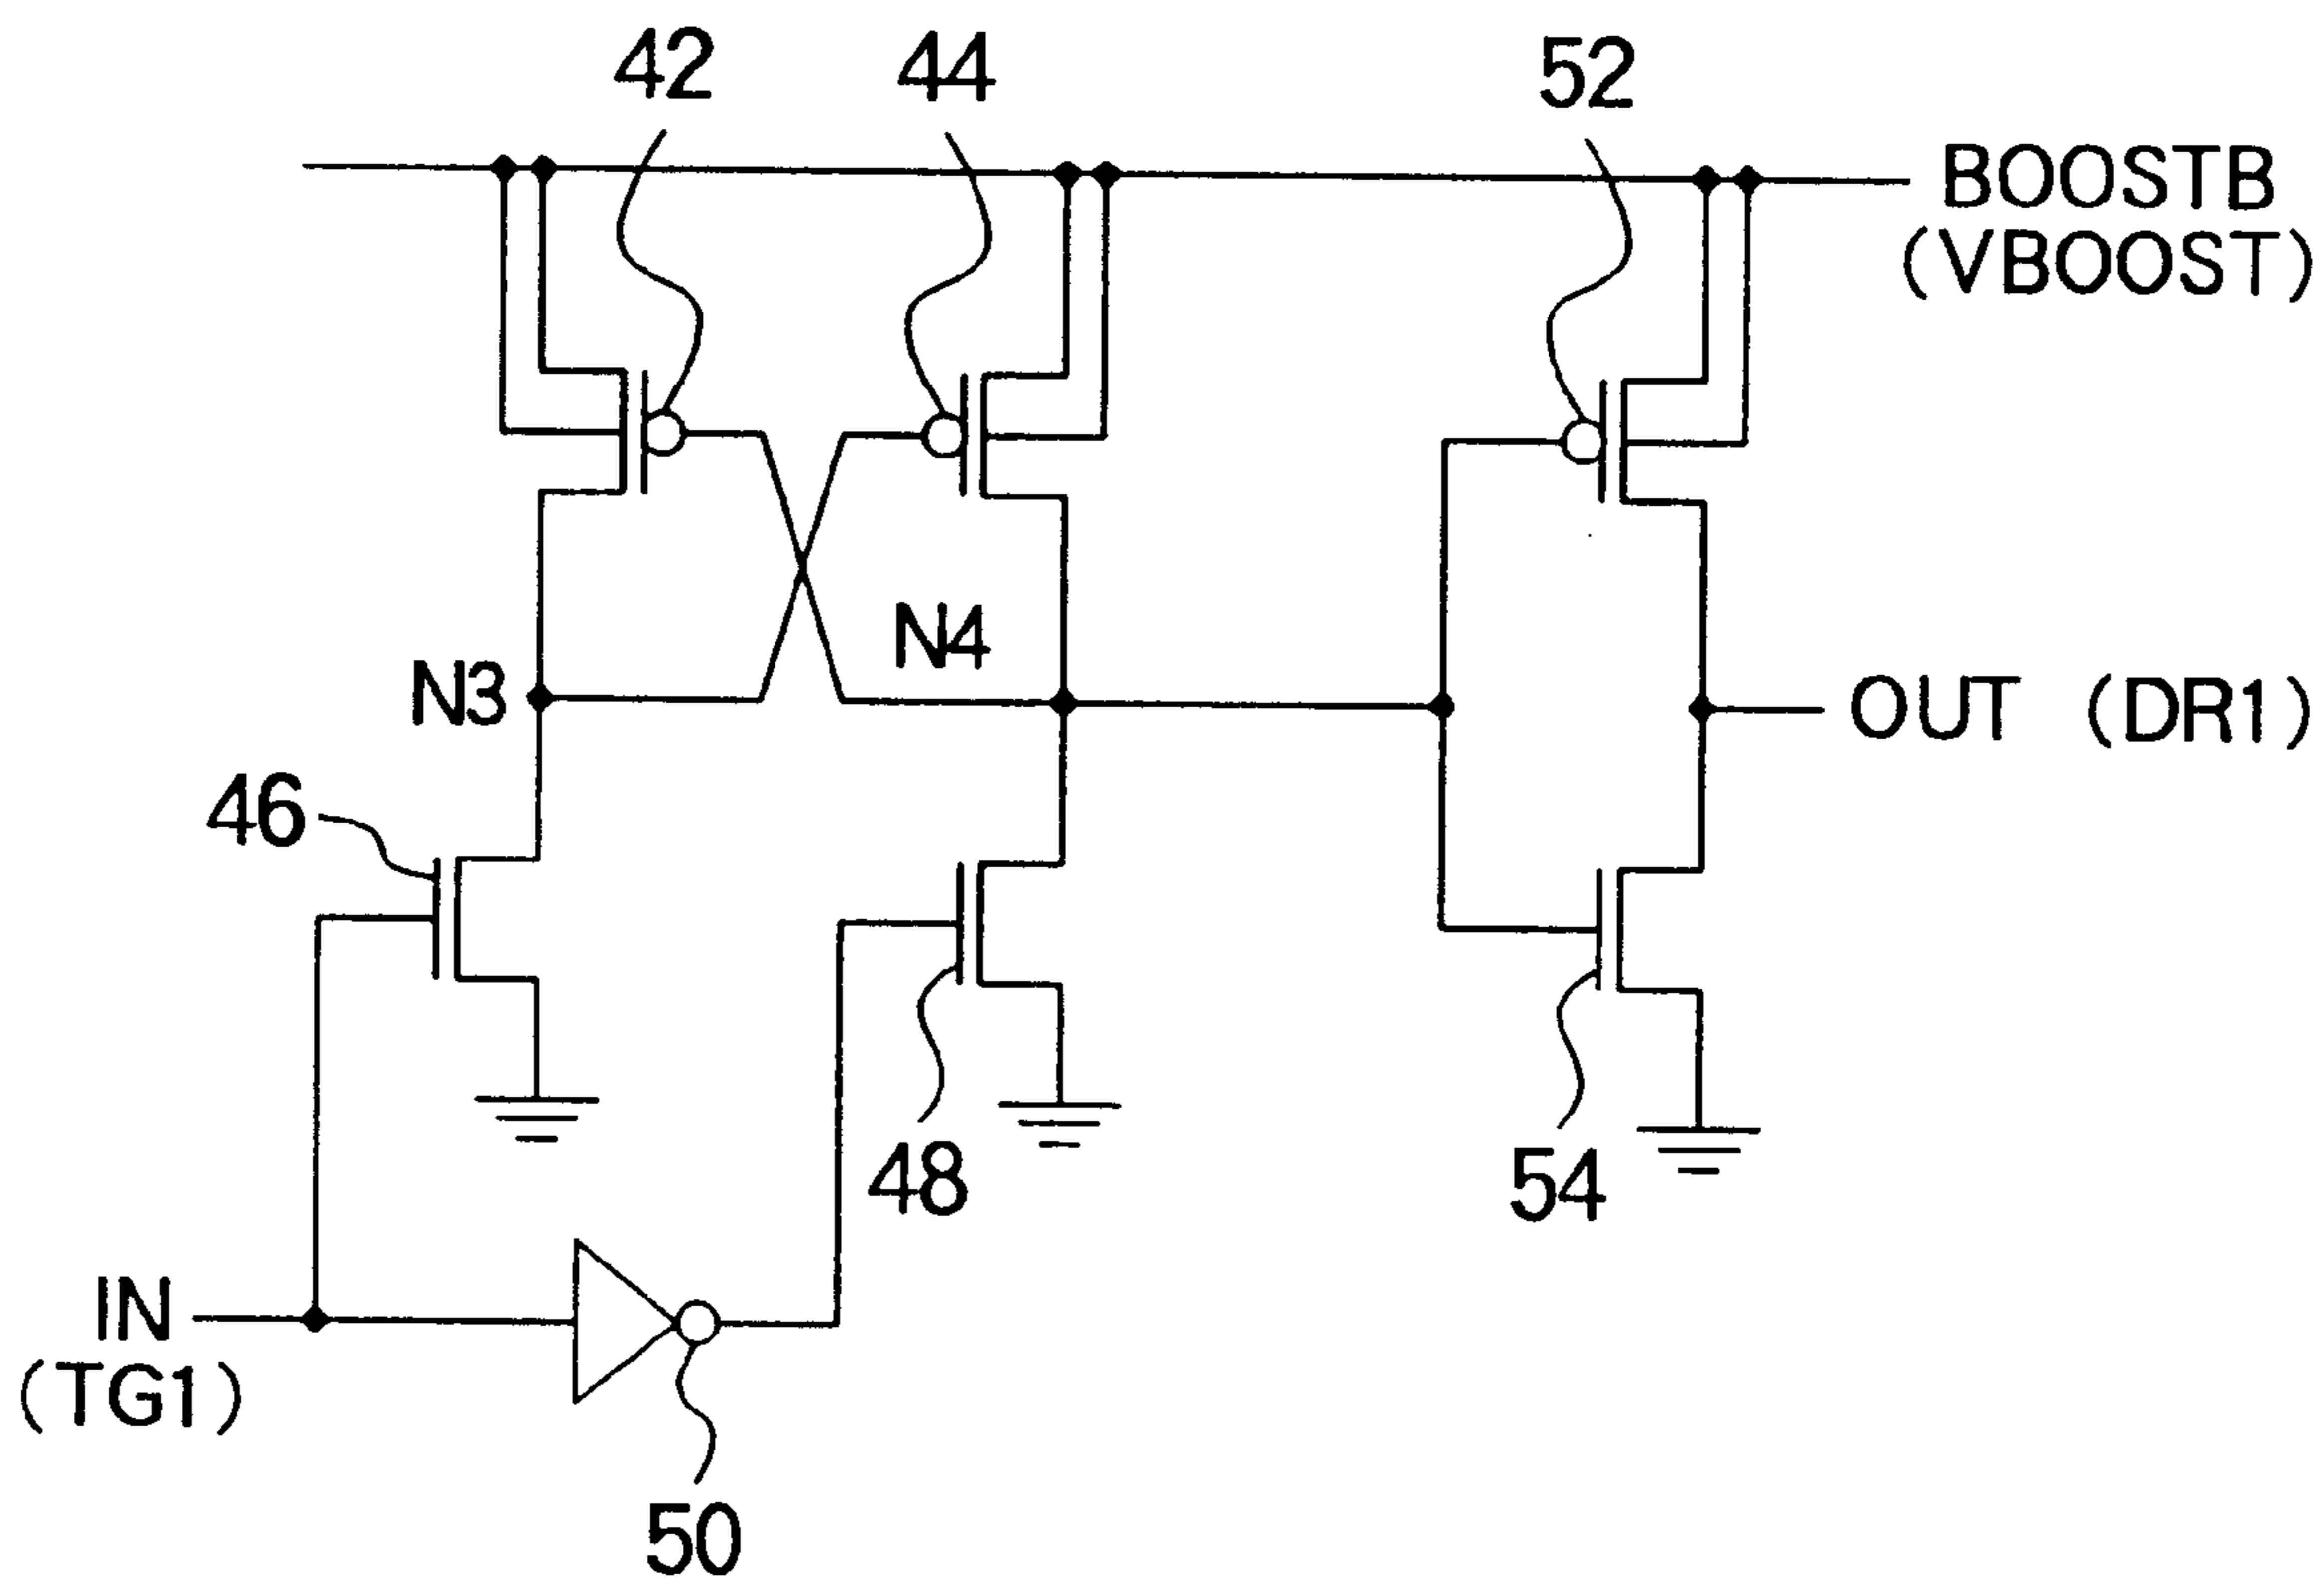 42
44
52
BOOSTB
(VBOOST)
N4
N3
OUT (DR1)
46
48
54
IN
(TG1)
50